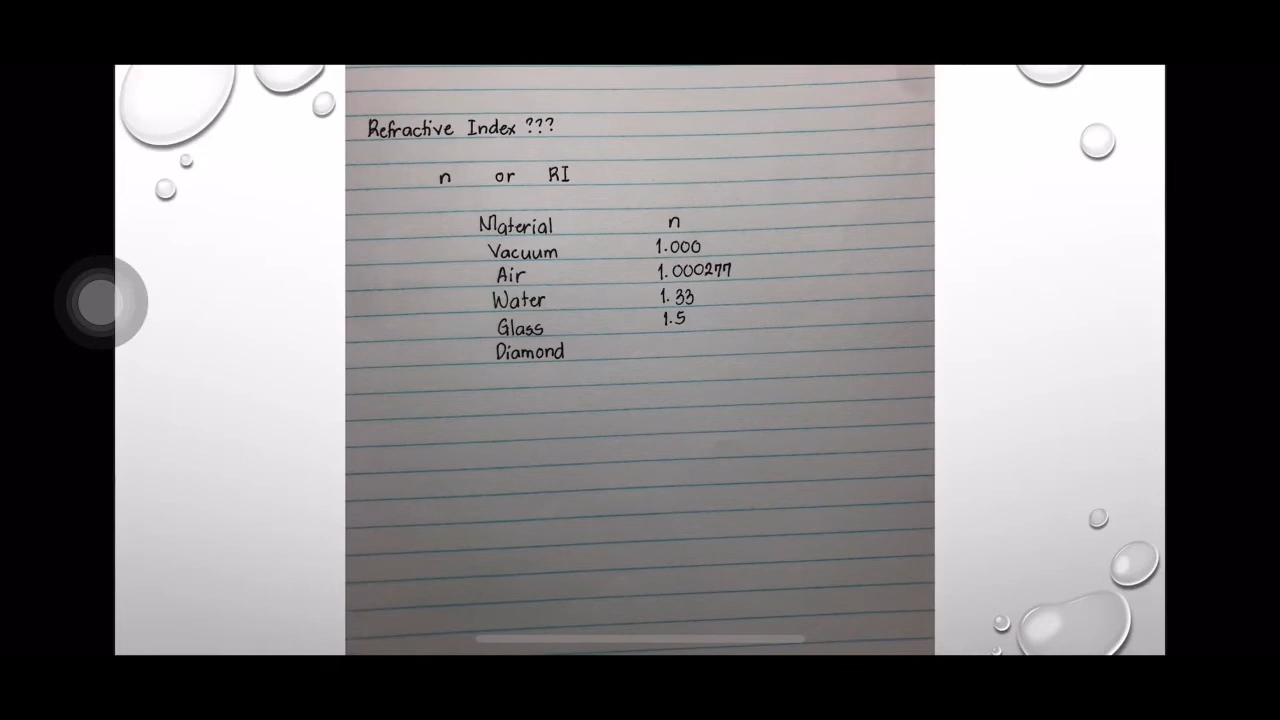 Refractive Index ???
n or RI
Material n
Vacuum 1.000
Air 1.000277
Water 1.33
Glass 1.5
Diamond